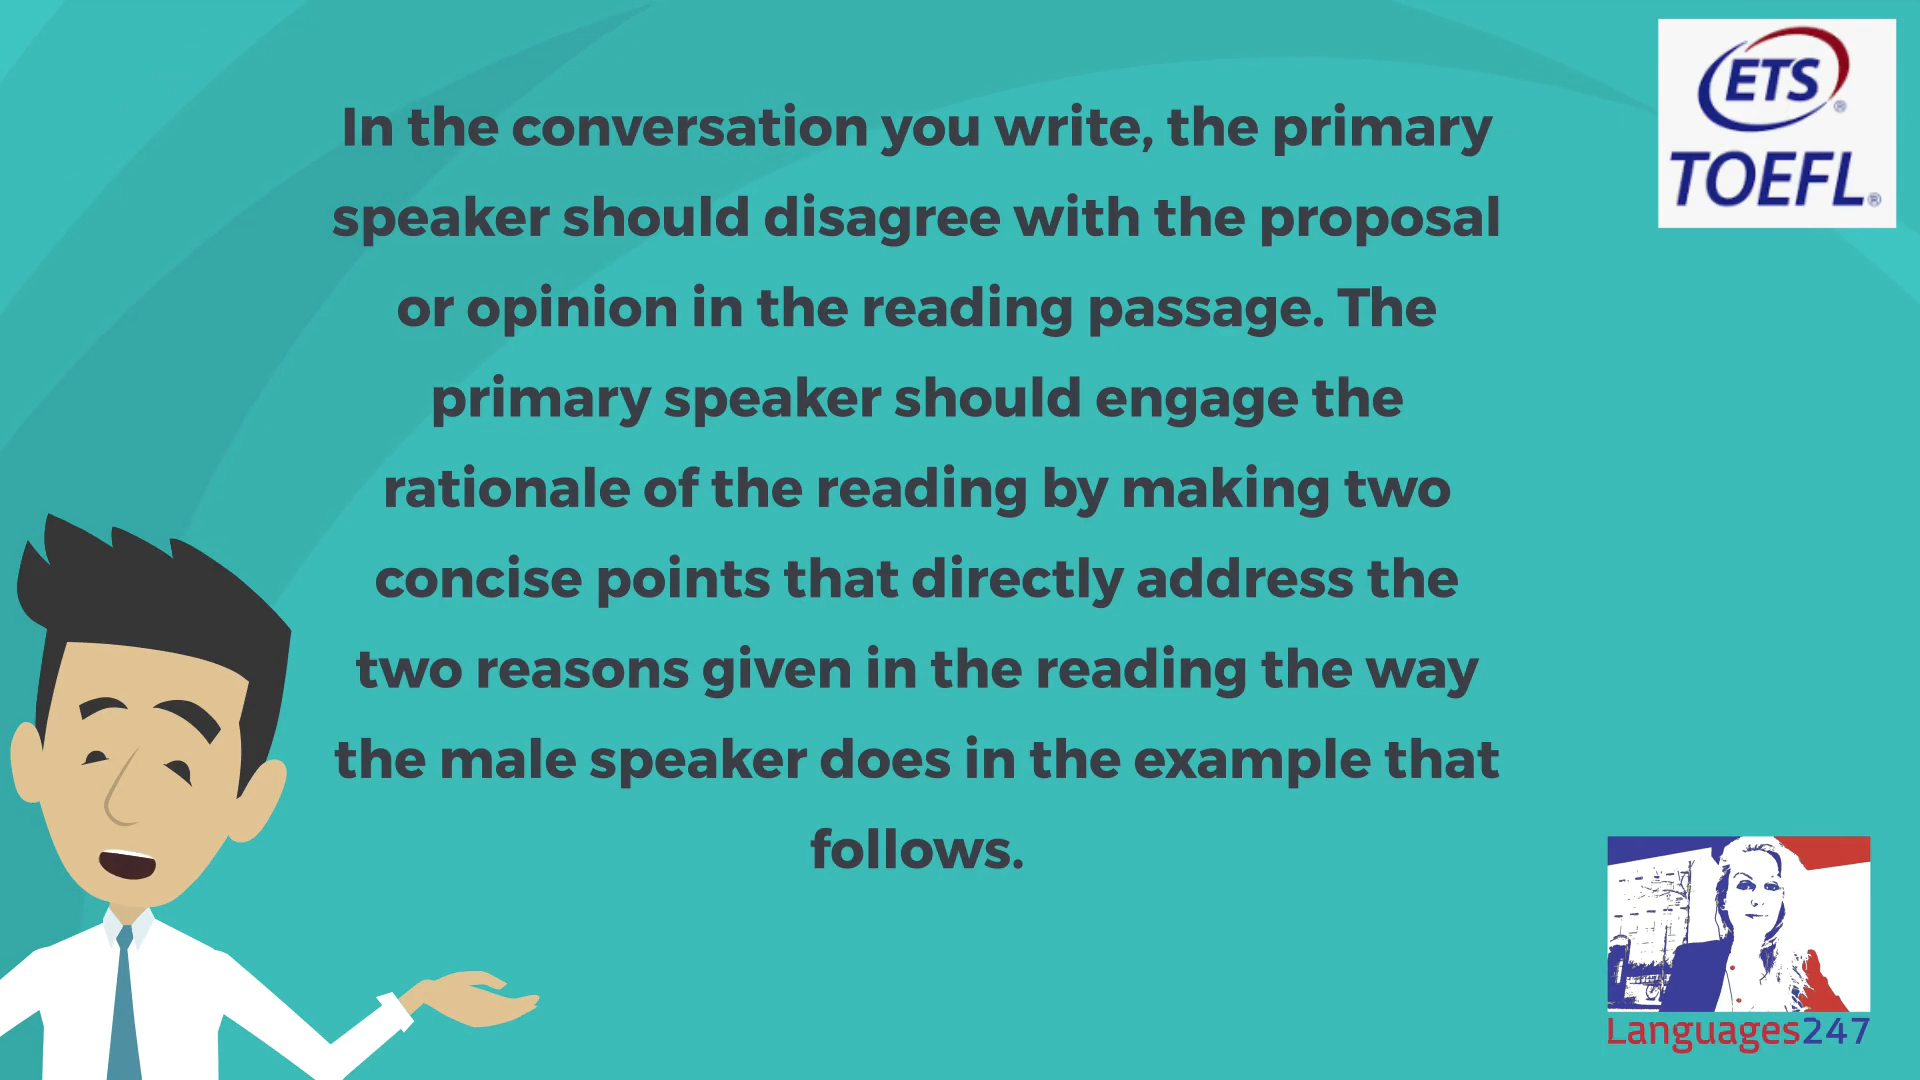 In the conversation you write, the primary
speaker should disagree with the proposal
or opinion in the reading passage. The
primary speaker should engage the
rationale of the reading by making two
concise points that directly address the
two reasons given in the reading the way
the male speaker does in the example that
follows.
ETS®
TOEFL®
Languages247